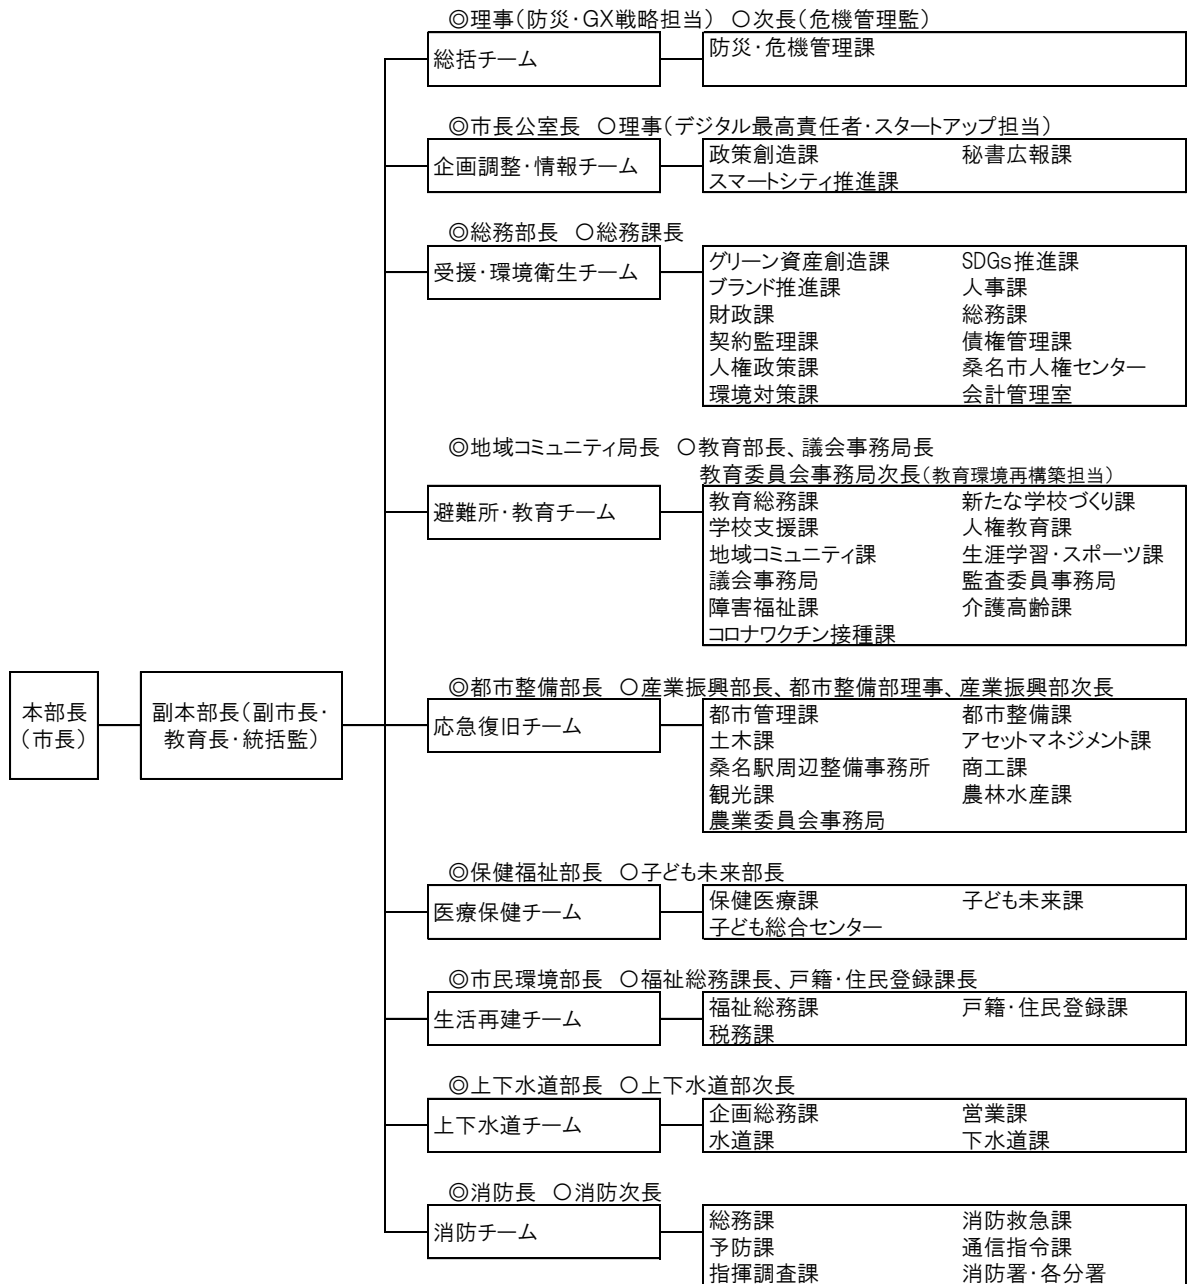 ◎理事(防災・GX戦略担当) ○次長(危機管理監)
総括チーム
防災・危機管理課
◎市長公室長 ○理事(デジタル最高責任者・スタートアップ担当)
企画調整・情報チーム
政策創造課 秘書広報課
スマートシティ推進課
◎総務部長 ○総務課長
受援・環境衛生チーム
グリーン資産創造課 SDGs推進課
ブランド推進課 人事課
財政課 総務課
契約監理課 債権管理課
人権政策課 桑名市人権センター
環境対策課 会計管理室
◎地域コミュニティ局長 ○教育部長、議会事務局長
教育委員会事務局次長(教育環境再構築担当)
避難所・教育チーム
教育総務課 新たな学校づくり課
学校支援課 人権教育課
地域コミュニティ課 生涯学習・スポーツ課
議会事務局 監査委員事務局
障害福祉課 介護高齢課
コロナワクチン接種課
本部長
(市長)
副本部長(副市長・
教育長・統括監)
◎都市整備部長 ○産業振興部長、都市整備部理事、産業振興部次長
応急復旧チーム
都市管理課 都市整備課
土木課 アセットマネジメント課
桑名駅周辺整備事務所 商工課
観光課 農林水産課
農業委員会事務局
◎保健福祉部長 ○子ども未来部長
医療保健チーム
保健医療課 子ども未来課
子ども総合センター
◎市民環境部長 ○福祉総務課長、戸籍・住民登録課長
生活再建チーム
福祉総務課 戸籍・住民登録課
税務課
◎上下水道部長 ○上下水道部次長
上下水道チーム
企画総務課 営業課
水道課 下水道課
◎消防長 ○消防次長
消防チーム
総務課 消防救急課
予防課 通信指令課
指揮調査課 消防署・各分署